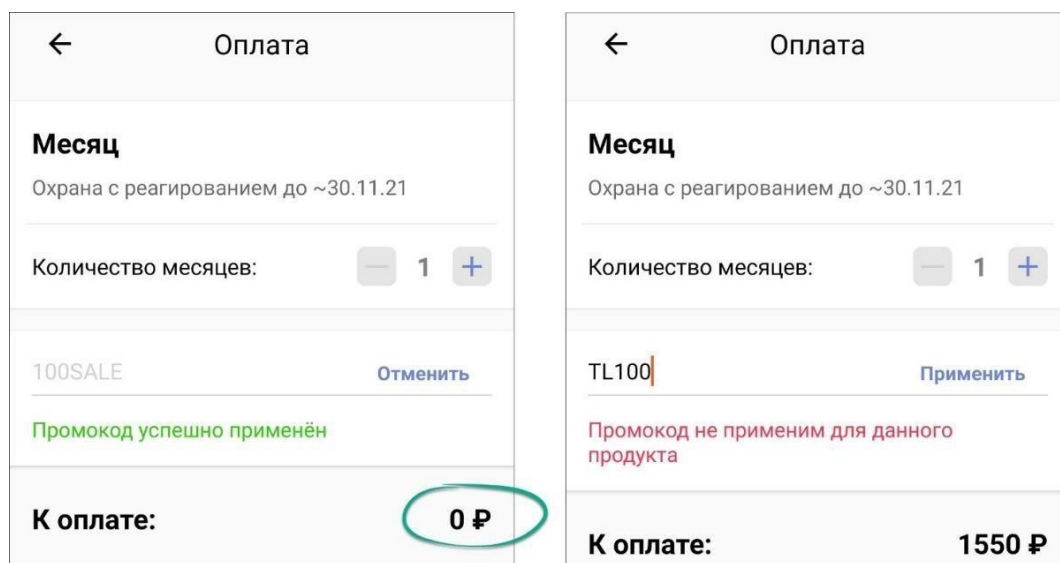 Оплата
Месяц
Охрана с реагированием до ~30.11.21
Количество месяцев:
1
100SALE
Отменить
Промокод успешно применён
К оплате:
0 ₽
Оплата
Месяц
Охрана с реагированием до ~30.11.21
Количество месяцев:
1
TL100
Применить
Промокод не применим для данного
продукта
К оплате:
1550 ₽